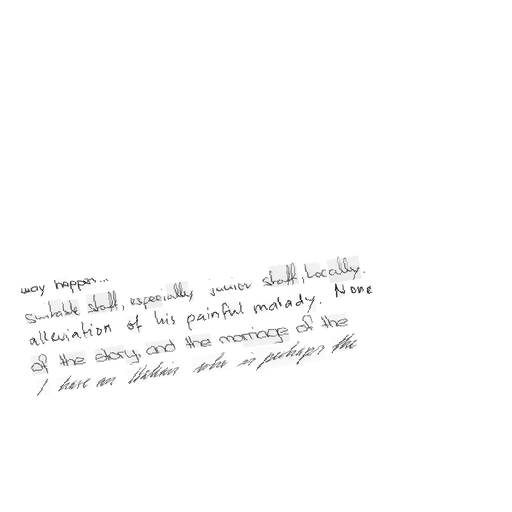 way happen...
suitable staff, especially junior staff, locally.
alleviation of his painful malady. None
of the story, and the marriage of the
I have an Italian who is perhaps the